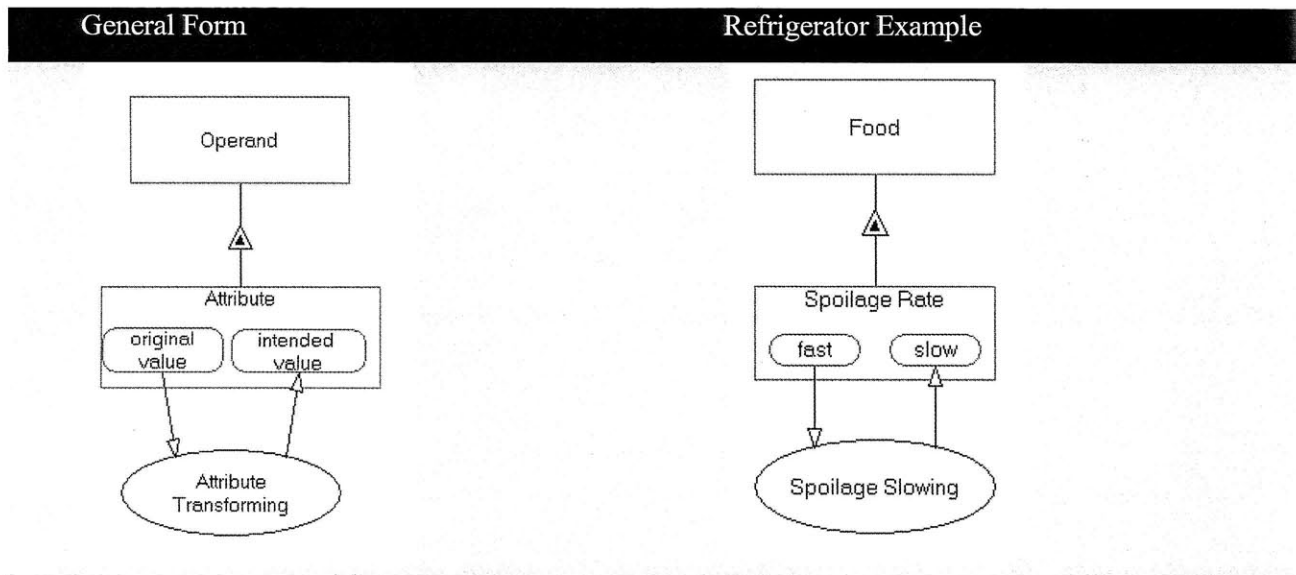 General Form
Refrigerator Example
Operand
Food
Attribute
original value
intended value
Spoilage Rate
fast
slow
Attribute
Transforming
Spoilage Slowing